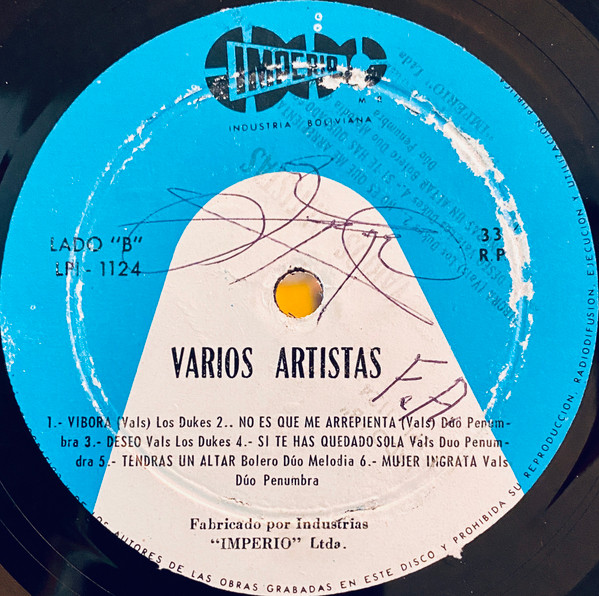 IMPERIO
M R
INDUSTRIA BOLIVIANA
LADO "B"
LPI - 1124
33
R.P
VARIOS ARTISTAS
F.A
1.- VIBORA (Vals) Los Dukes 2.. NO ES QUE ME ARREPIENTA (Vals) Dúo Penum-
bra 3.- DESEO Vals Los Dukes 4.- SI TE HAS QUEDADO SOLA Vals Duo Penum-
dra 5.- TENDRAS UN ALTAR Bolero Dúo Melodia 6.- MUJER INGRATA Vals
Dúo Penumbra
Fabricado por Industrias
"IMPERIO" Ltda.
AUTORES DE LAS OBRAS GRABADAS EN ESTE DISCO Y PROHIBIDA SU REPRODUCCION, RADIODIFUSION, EJECUCION Y UTILIZACION PUBLICA